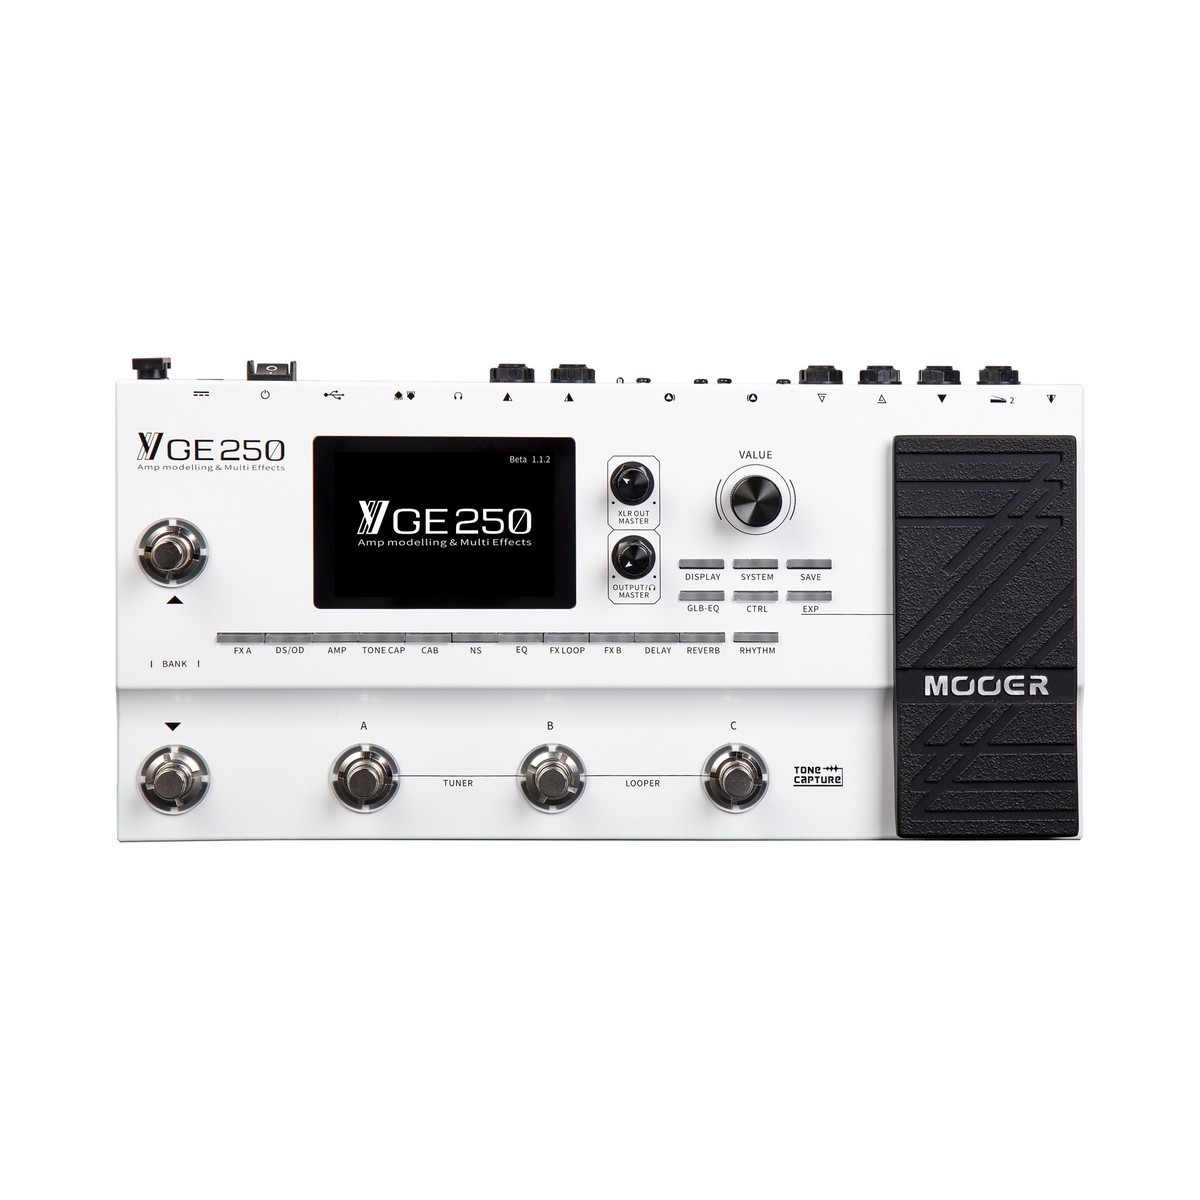 2
GE250
Amp modelling & Multi Effects
Beta 1.1.2
GE250
Amp modelling & Multi Effects
XLR OUT
MASTER
OUTPUT/
MASTER
VALUE
DISPLAY SYSTEM SAVE
GLB-EQ CTRL EXP
BANK
FX A DS/OD AMP TONE CAP CAB NS EQ FX LOOP FX B DELAY REVERB RHYTHM
MOOER
A B C
TUNER LOOPER
TONE
CAPTURE